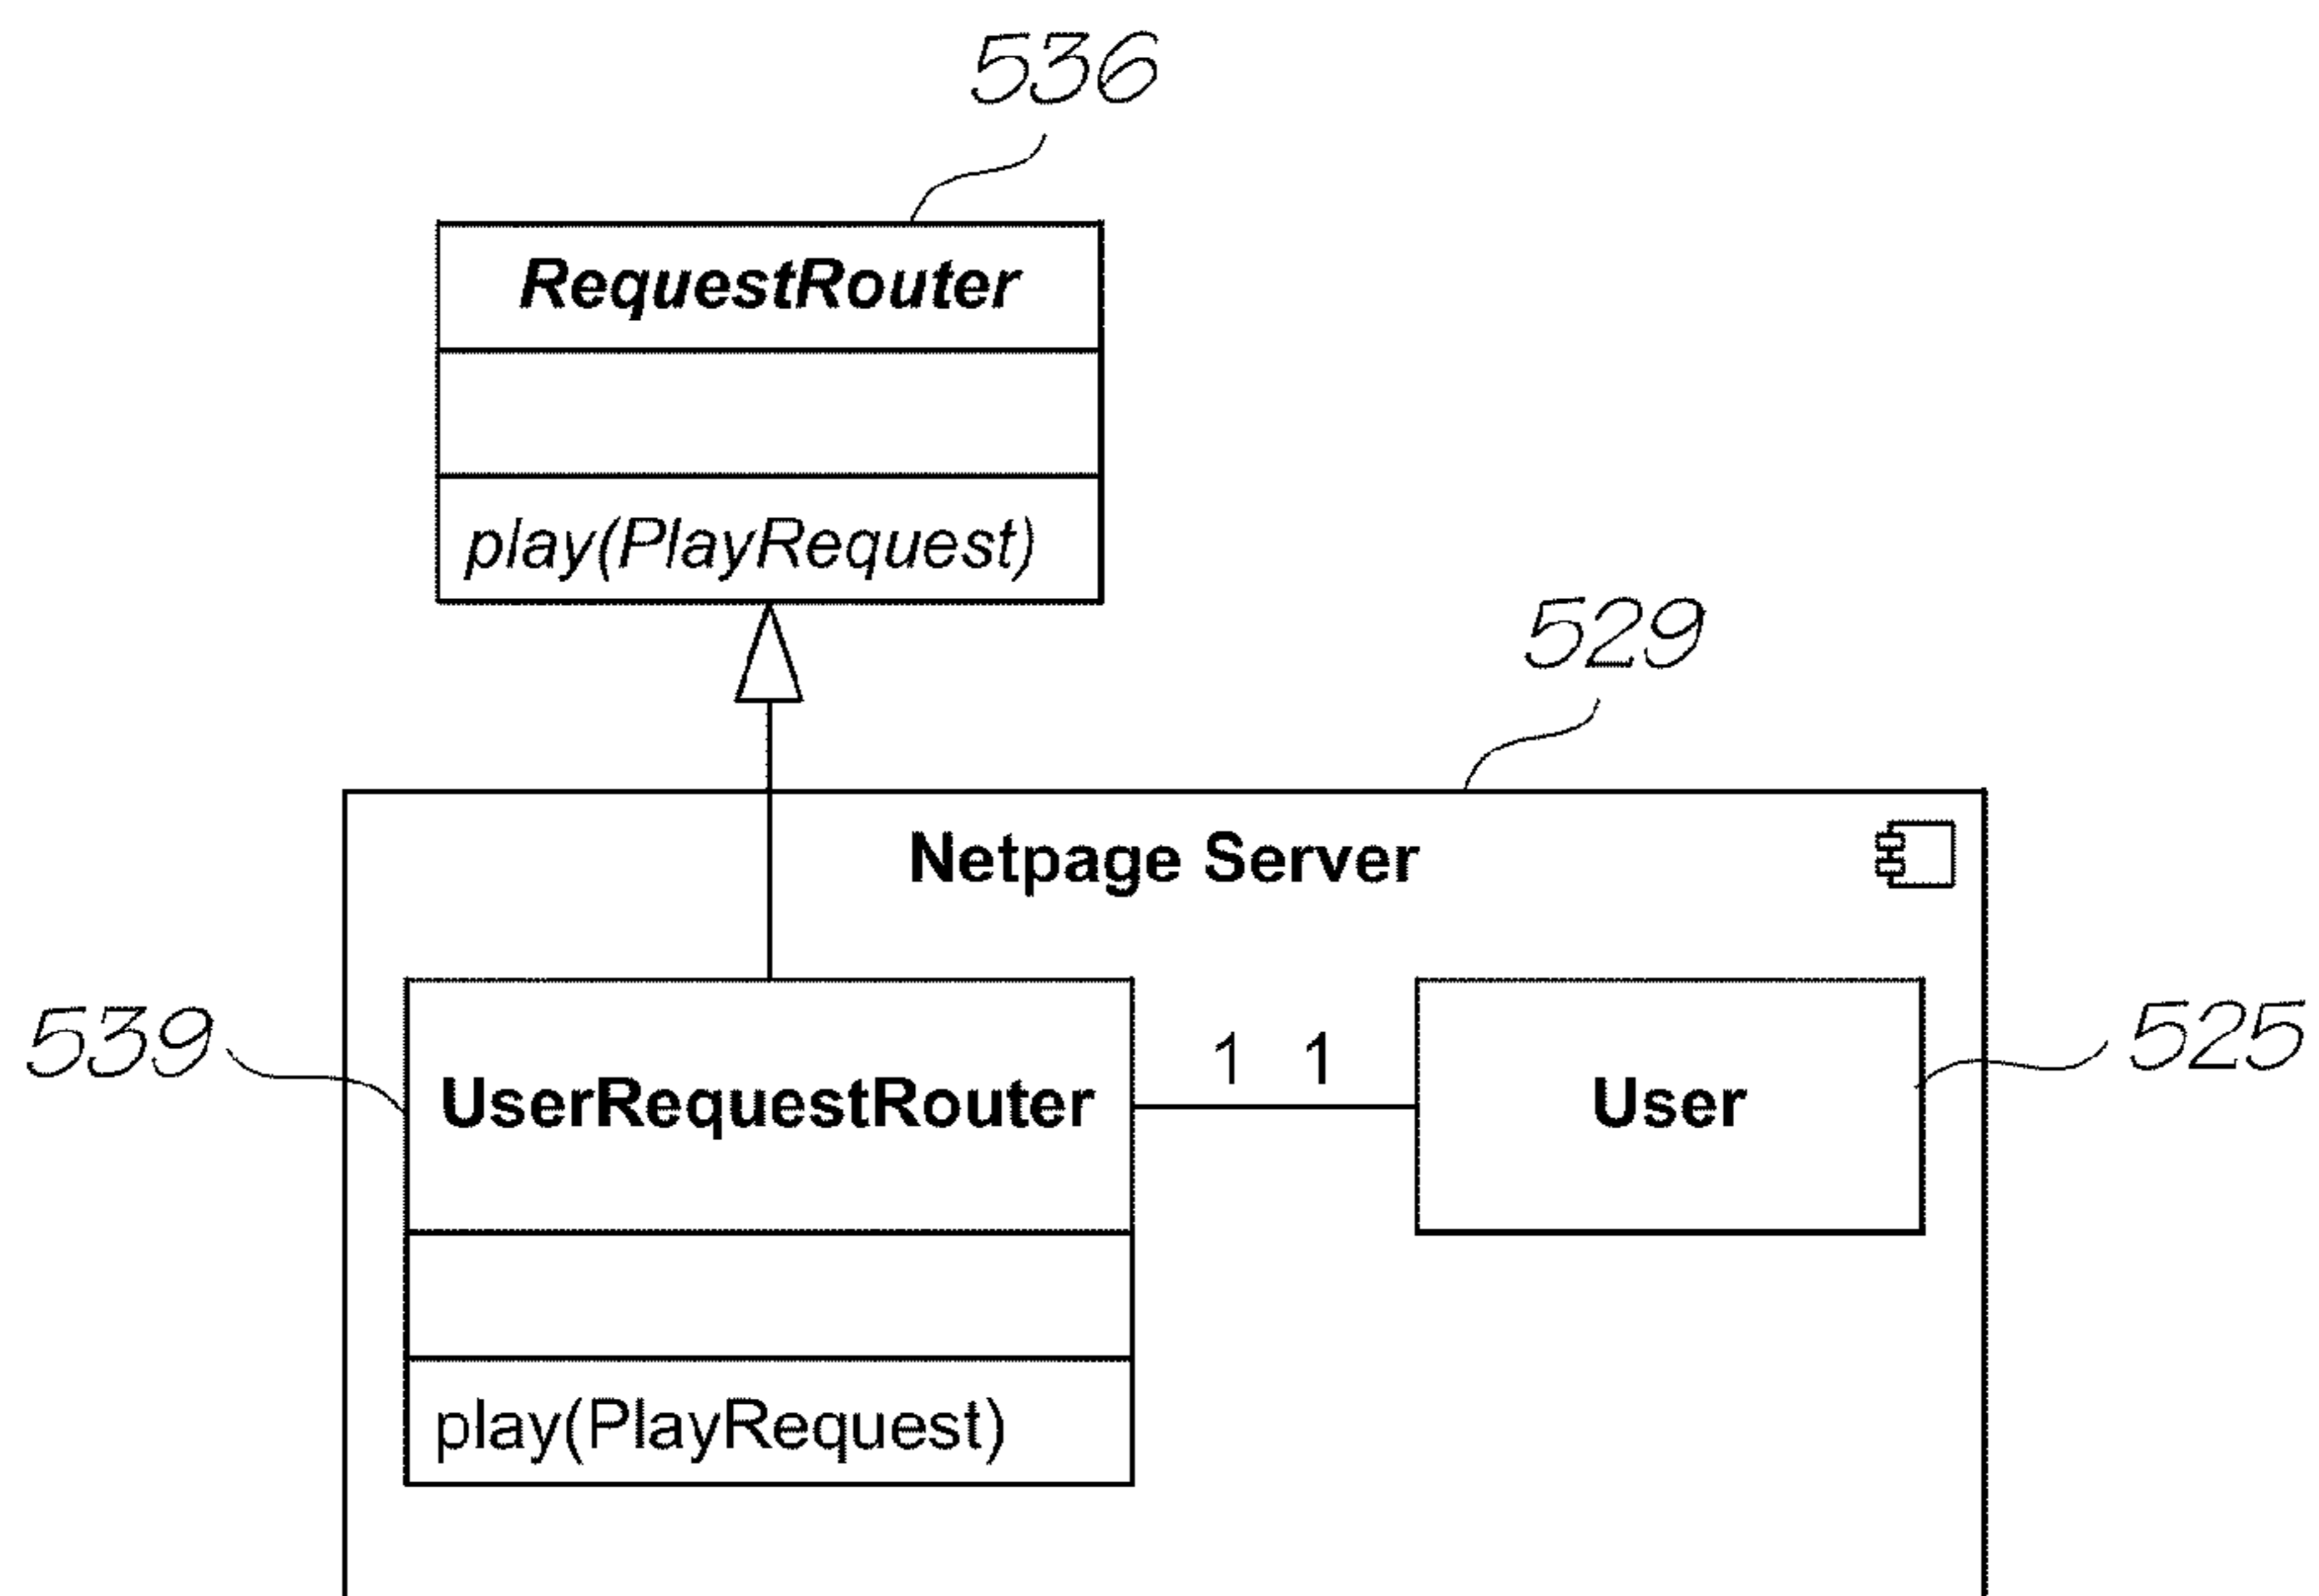 536
RequestRouter
play(PlayRequest)
529
Netpage Server
539
UserRequestRouter
1 1
User
525
play(PlayRequest)